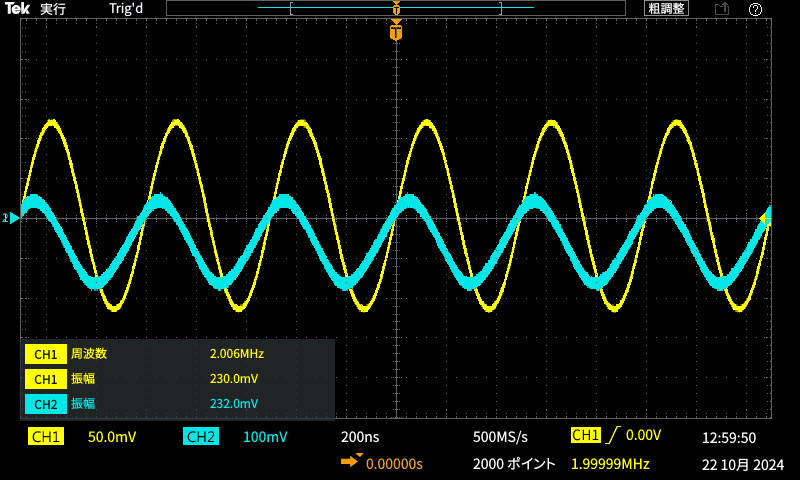 Tek 実行 Trig'd T 粗調整 ?
T
2
CH1 周波数 2.006MHz
CH1 振幅 230.0mV
CH2 振幅 232.0mV
CH1 50.0mV CH2 100mV 200ns 500MS/s CH1 0.00V 12:59:50
0.00000s 2000 ポイント 1.99999MHz 22 10月 2024